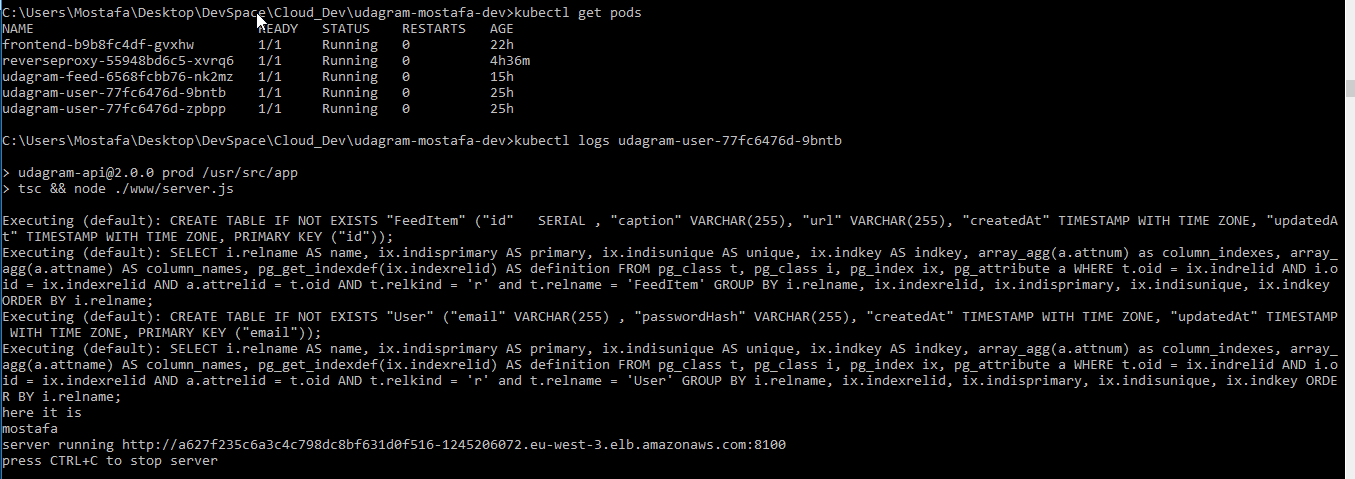 C:\Users\Mostafa\Desktop\DevSpace\Cloud_Dev\udagram-mostafa-dev>kubectl get pods
NAME READY STATUS RESTARTS AGE
frontend-b9b8fc4df-gvxhw 1/1 Running 0 22h
reverseproxy-55948bd6c5-xvrq6 1/1 Running 0 4h36m
udagram-feed-6568fcbb76-nk2mz 1/1 Running 0 15h
udagram-user-77fc6476d-9bntb 1/1 Running 0 25h
udagram-user-77fc6476d-zpbpp 1/1 Running 0 25h
C:\Users\Mostafa\Desktop\DevSpace\Cloud_Dev\udagram-mostafa-dev>kubectl logs udagram-user-77fc6476d-9bntb
> udagram-api@2.0.0 prod /usr/src/app
> tsc && node ./www/server.js
Executing (default): CREATE TABLE IF NOT EXISTS "FeedItem" ("id"   SERIAL , "caption" VARCHAR(255), "url" VARCHAR(255), "createdAt" TIMESTAMP WITH TIME ZONE, "updatedA
t" TIMESTAMP WITH TIME ZONE, PRIMARY KEY ("id"));
Executing (default): SELECT i.relname AS name, ix.indisprimary AS primary, ix.indisunique AS unique, ix.indkey AS indkey, array_agg(a.attnum) as column_indexes, array_
agg(a.attname) AS column_names, pg_get_indexdef(ix.indexrelid) AS definition FROM pg_class t, pg_class i, pg_index ix, pg_attribute a WHERE t.oid = ix.indrelid AND i.o
id = ix.indexrelid AND a.attrelid = t.oid AND t.relkind = 'r' and t.relname = 'FeedItem' GROUP BY i.relname, ix.indexrelid, ix.indisprimary, ix.indisunique, ix.indkey
ORDER BY i.relname;
Executing (default): CREATE TABLE IF NOT EXISTS "User" ("email" VARCHAR(255) , "passwordHash" VARCHAR(255), "createdAt" TIMESTAMP WITH TIME ZONE, "updatedAt" TIMESTAMP
WITH TIME ZONE, PRIMARY KEY ("email"));
Executing (default): SELECT i.relname AS name, ix.indisprimary AS primary, ix.indisunique AS unique, ix.indkey AS indkey, array_agg(a.attnum) as column_indexes, array_
agg(a.attname) AS column_names, pg_get_indexdef(ix.indexrelid) AS definition FROM pg_class t, pg_class i, pg_index ix, pg_attribute a WHERE t.oid = ix.indrelid AND i.o
id = ix.indexrelid AND a.attrelid = t.oid AND t.relkind = 'r' and t.relname = 'User' GROUP BY i.relname, ix.indexrelid, ix.indisprimary, ix.indisunique, ix.indkey ORDE
R BY i.relname;
here it is
mostafa
server running http://a627f235c6a3c4c798dc8bf631d0f516-1245206072.eu-west-3.elb.amazonaws.com:8100
press CTRL+C to stop server